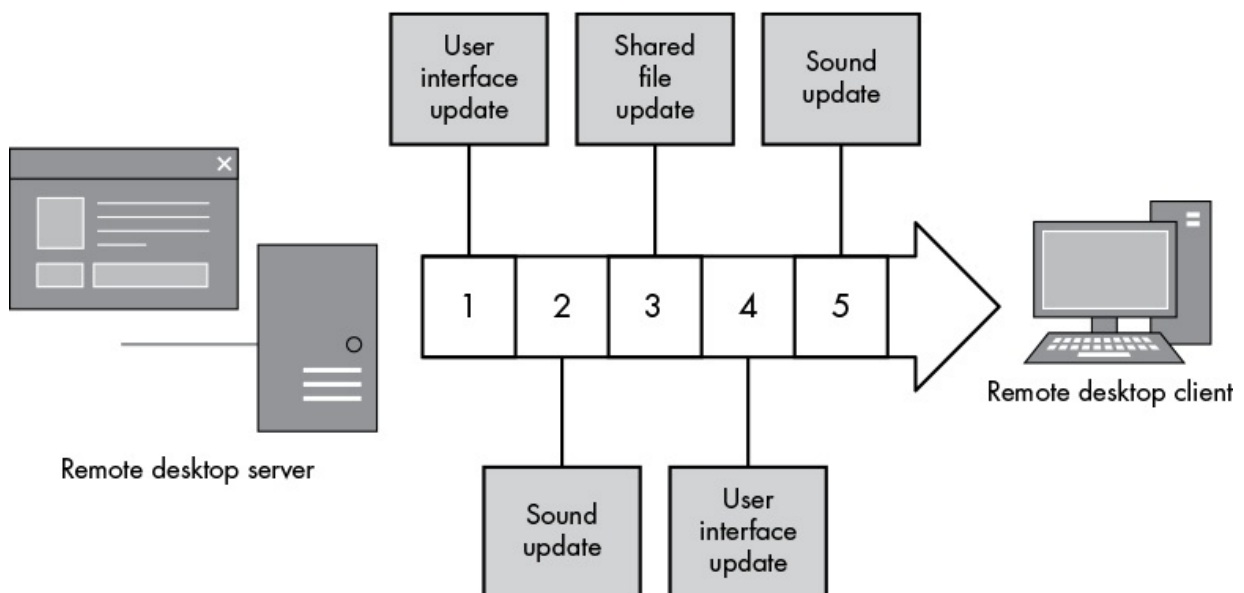 User
interface
update
Shared
file
update
Sound
update
1
2
3
4
5
Remote desktop server
Remote desktop client
Sound
update
User
interface
update